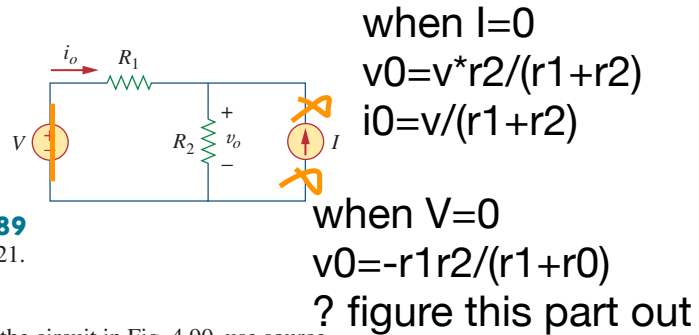 when I=0
v0=v*r2/(r1+r2)
i0=v/(r1+r2)
i_o
R_1
V
+
−
R_2
+
v_o
−
I
89
21.
when V=0
v0=-r1r2/(r1+r0)
? figure this part out
the circuit in Fig. 4.90, use source